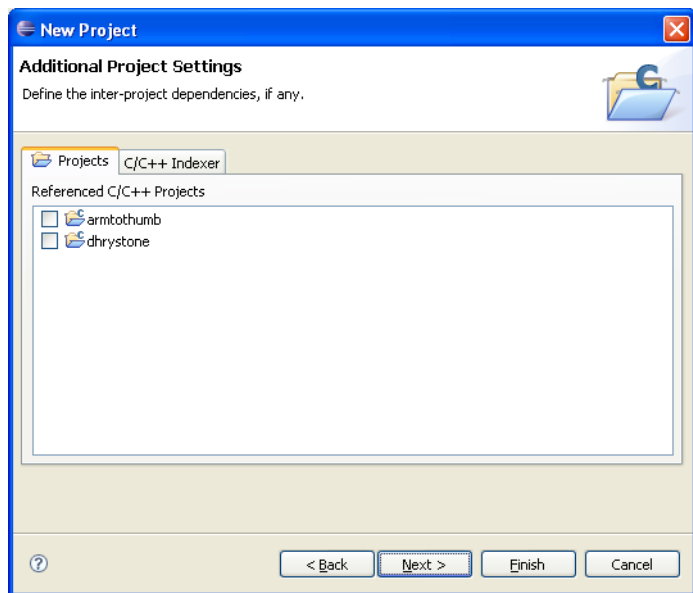 New Project
Additional Project Settings
Define the inter-project dependencies, if any.
Projects
C/C++ Indexer
Referenced C/C++ Projects
armtothumb
dhrystone
?
< Back
Next >
Finish
Cancel